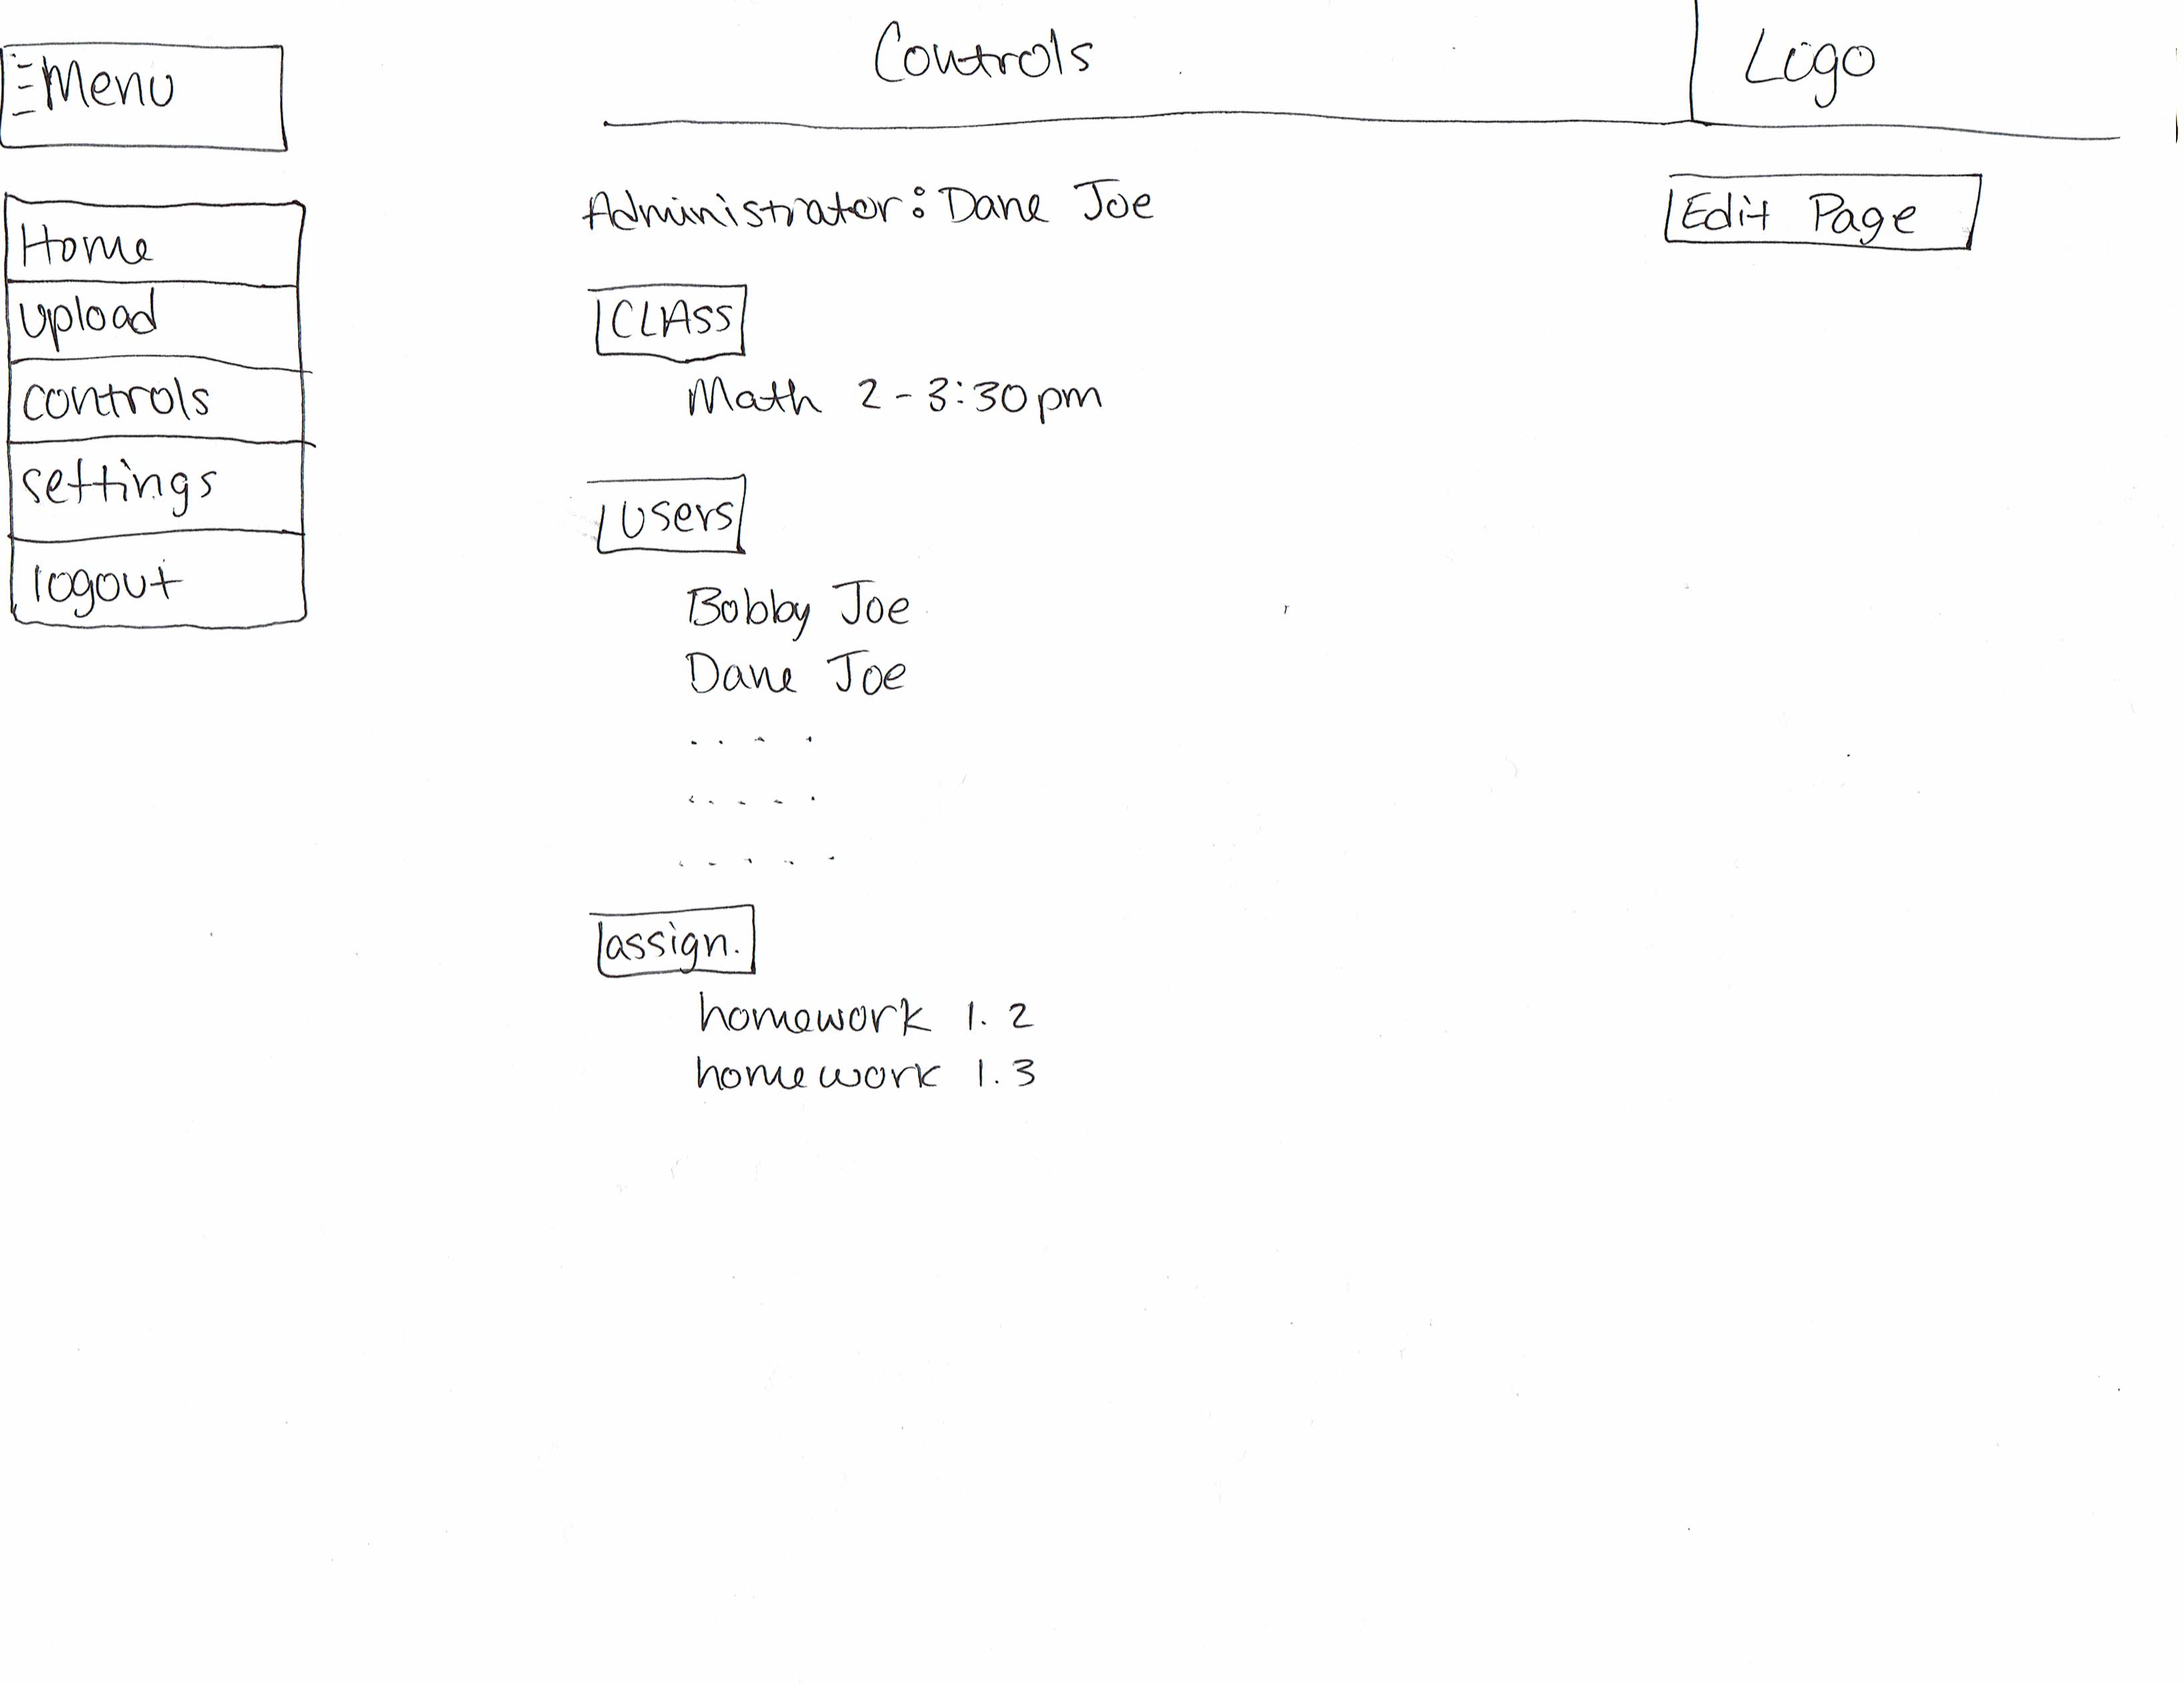 Menu
Controls
Logo
Home
upload
controls
settings
logout
Administrator: Dane Joe
Edit Page
CLASS
Math 2-3:30pm
Users
Bobby Joe
Dane Joe
. . . .
. . . . .
. . . . .
assign.
homework 1.2
homework 1.3